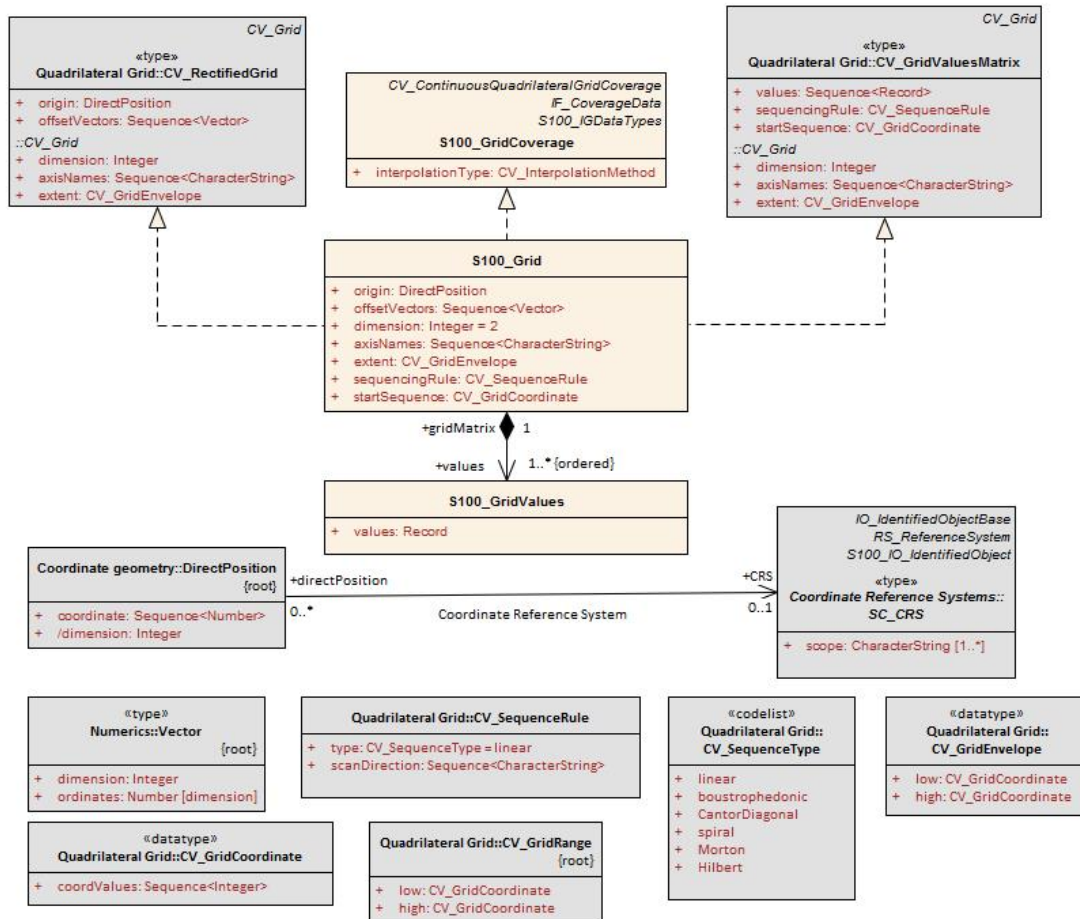 CV_Grid
«type»
Quadrilateral Grid::CV_RectifiedGrid
+ origin: DirectPosition
+ offsetVectors: Sequence<Vector>
::CV_Grid
+ dimension: Integer
+ axisNames: Sequence<CharacterString>
+ extent: CV_GridEnvelope
CV_ContinuousQuadrilateralGridCoverage
IF_CoverageData
S100_IGDataTypes
S100_GridCoverage
+ interpolationType: CV_InterpolationMethod
CV_Grid
«type»
Quadrilateral Grid::CV_GridValuesMatrix
+ values: Sequence<Record>
+ sequencingRule: CV_SequenceRule
+ startSequence: CV_GridCoordinate
::CV_Grid
+ dimension: Integer
+ axisNames: Sequence<CharacterString>
+ extent: CV_GridEnvelope
S100_Grid
+ origin: DirectPosition
+ offsetVectors: Sequence<Vector>
+ dimension: Integer = 2
+ axisNames: Sequence<CharacterString>
+ extent: CV_GridEnvelope
+ sequencingRule: CV_SequenceRule
+ startSequence: CV_GridCoordinate
+gridMatrix 1
+values 1..* {ordered}
S100_GridValues
+ values: Record
Coordinate geometry::DirectPosition
{root}
+ coordinate: Sequence<Number>
+ /dimension: Integer
+directPosition
0..*
Coordinate Reference System
+CRS
0..1
IO_IdentifiedObjectBase
RS_ReferenceSystem
S100_IO_IdentifiedObject
«type»
Coordinate Reference Systems::
SC_CRS
+ scope: CharacterString [1..*]
«type»
Numerics::Vector
{root}
+ dimension: Integer
+ ordinates: Number [dimension]
Quadrilateral Grid::CV_SequenceRule
+ type: CV_SequenceType = linear
+ scanDirection: Sequence<CharacterString>
«codelist»
Quadrilateral Grid::
CV_SequenceType
+ linear
+ boustrophedonic
+ CantorDiagonal
+ spiral
+ Morton
+ Hilbert
«datatype»
Quadrilateral Grid::
CV_GridEnvelope
+ low: CV_GridCoordinate
+ high: CV_GridCoordinate
«datatype»
Quadrilateral Grid::CV_GridCoordinate
+ coordValues: Sequence<Integer>
Quadrilateral Grid::CV_GridRange
{root}
+ low: CV_GridCoordinate
+ high: CV_GridCoordinate